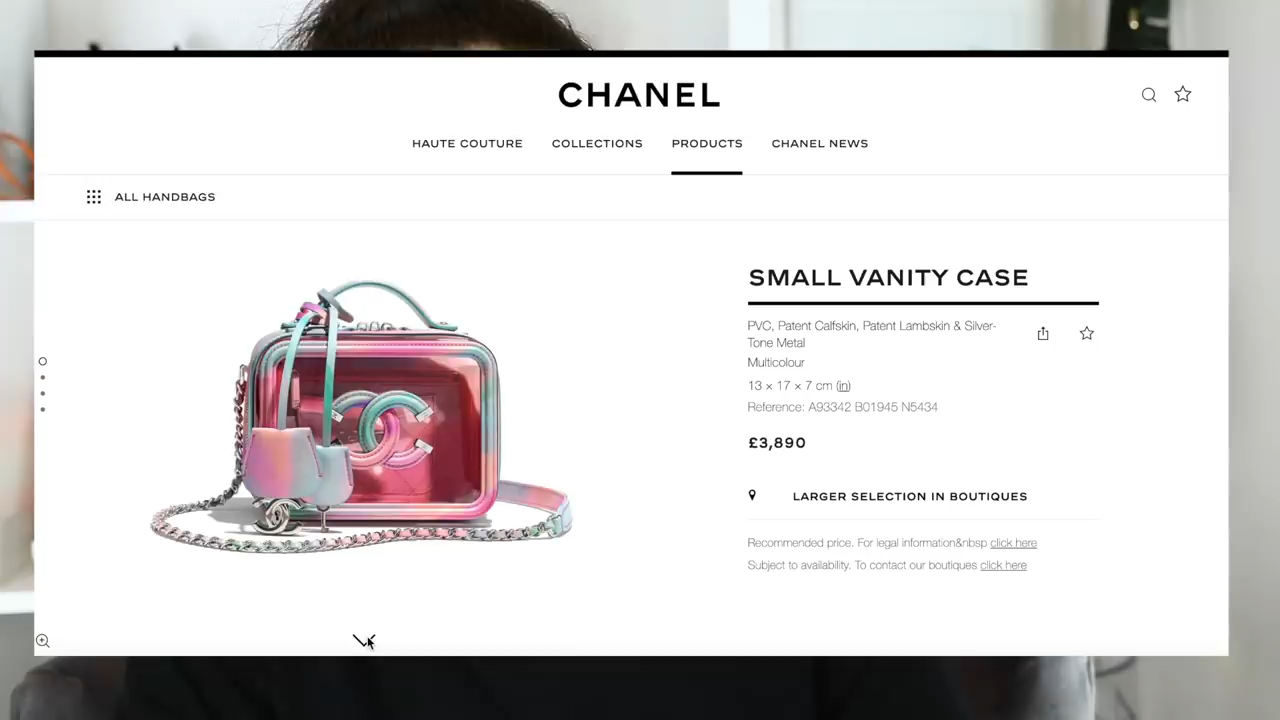 CHANEL
HAUTE COUTURE
COLLECTIONS
PRODUCTS
CHANEL NEWS
ALL HANDBAGS
SMALL VANITY CASE
PVC, Patent Calfskin, Patent Lambskin & Silver-
Tone Metal
Multicolour
13 × 17 × 7 cm (in)
Reference: A93342 B01945 N5434
£3,890
LARGER SELECTION IN BOUTIQUES
Recommended price. For legal information&nbsp click here
Subject to availability. To contact our boutiques click here